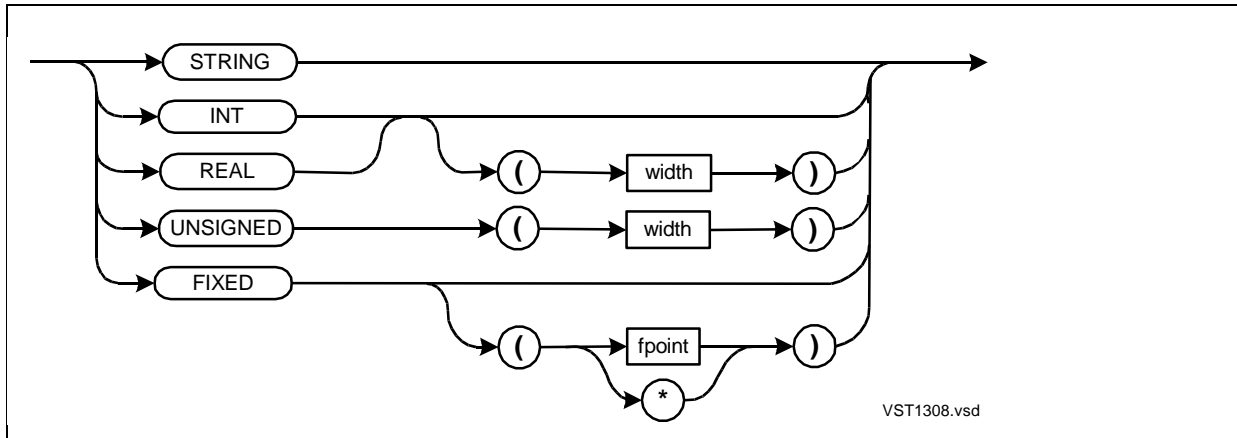 STRING
INT
REAL
( width )
UNSIGNED ( width )
FIXED
( fpoint )
*
VST1308.vsd